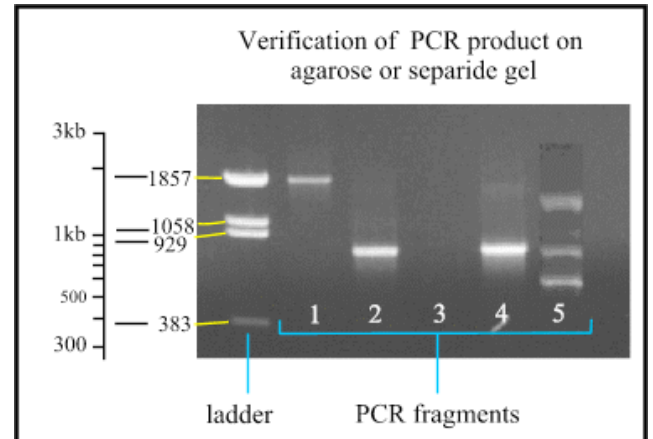 Verification of PCR product on
agarose or separide gel
3kb
1857
1058
1kb
929
500
383
300
1 2 3 4 5
ladder
PCR fragments